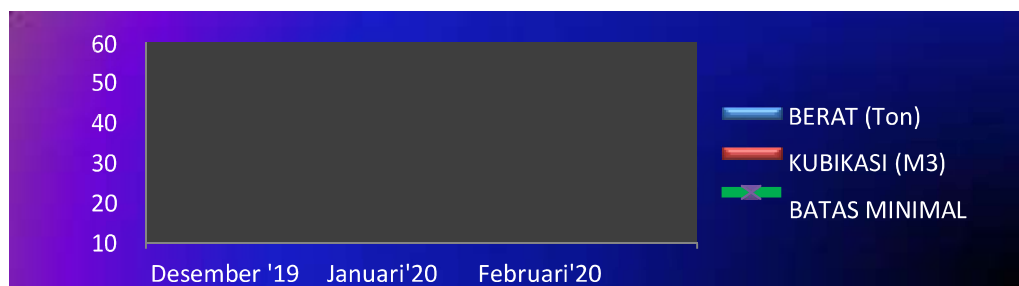 60
50
40
30
20
10
Desember '19 Januari'20 Februari'20
BERAT (Ton)
KUBIKASI (M3)
BATAS MINIMAL